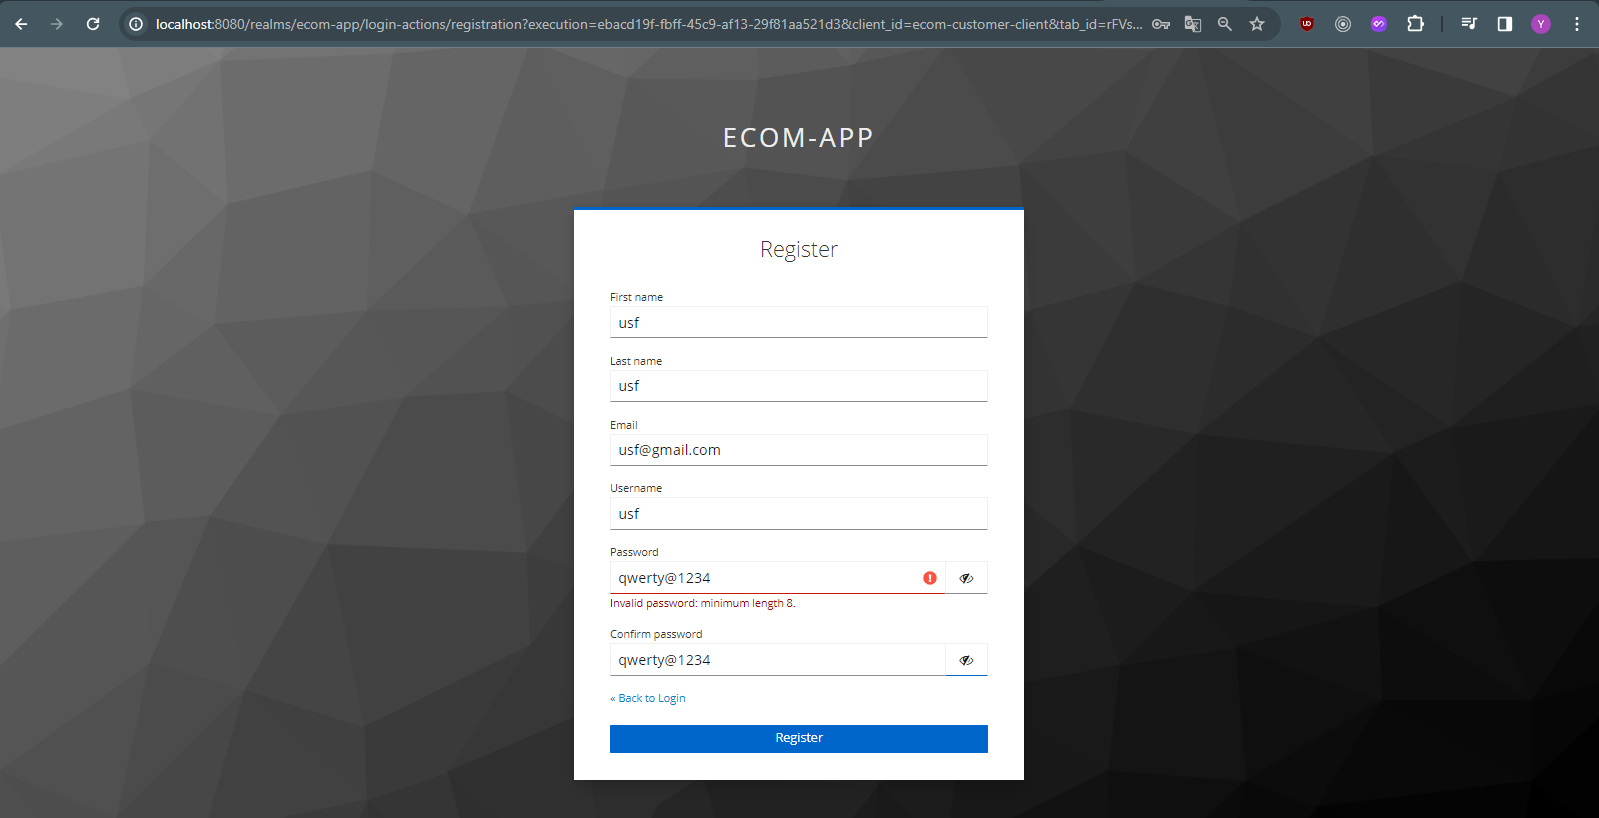 localhost:8080/realms/ecom-app/login-actions/registration?execution=ebacd19f-fbff-45c9-af13-29f81aa521d3&client_id=ecom-customer-client&tab_id=rFVs...
Y
ECOM-APP
Register
First name
usf
Last name
usf
Email
usf@gmail.com
Username
usf
Password
qwerty@1234
Invalid password: minimum length 8.
Confirm password
qwerty@1234
« Back to Login
Register